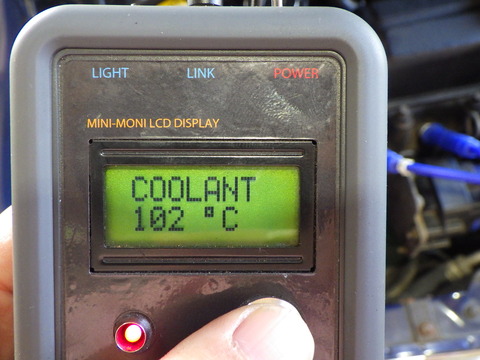 LIGHT LINK POWER
MINI-MONI LCD DISPLAY
COOLANT
102 °C